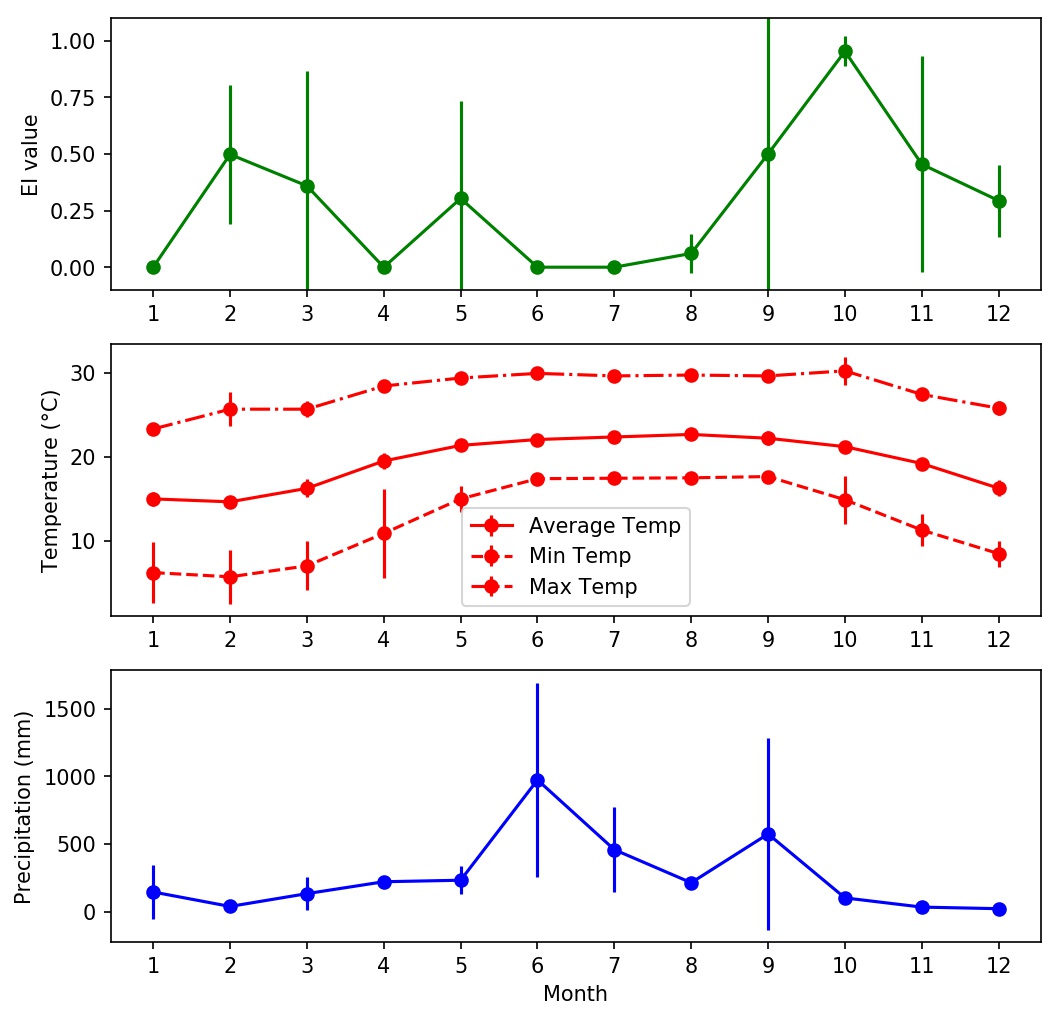 EI value
1.00
0.75
0.50
0.25
0.00
1 2 3 4 5 6 7 8 9 10 11 12
Temperature (°C)
30
20
10
Average Temp
Min Temp
Max Temp
1 2 3 4 5 6 7 8 9 10 11 12
Precipitation (mm)
1500
1000
500
0
1 2 3 4 5 6 7 8 9 10 11 12
Month